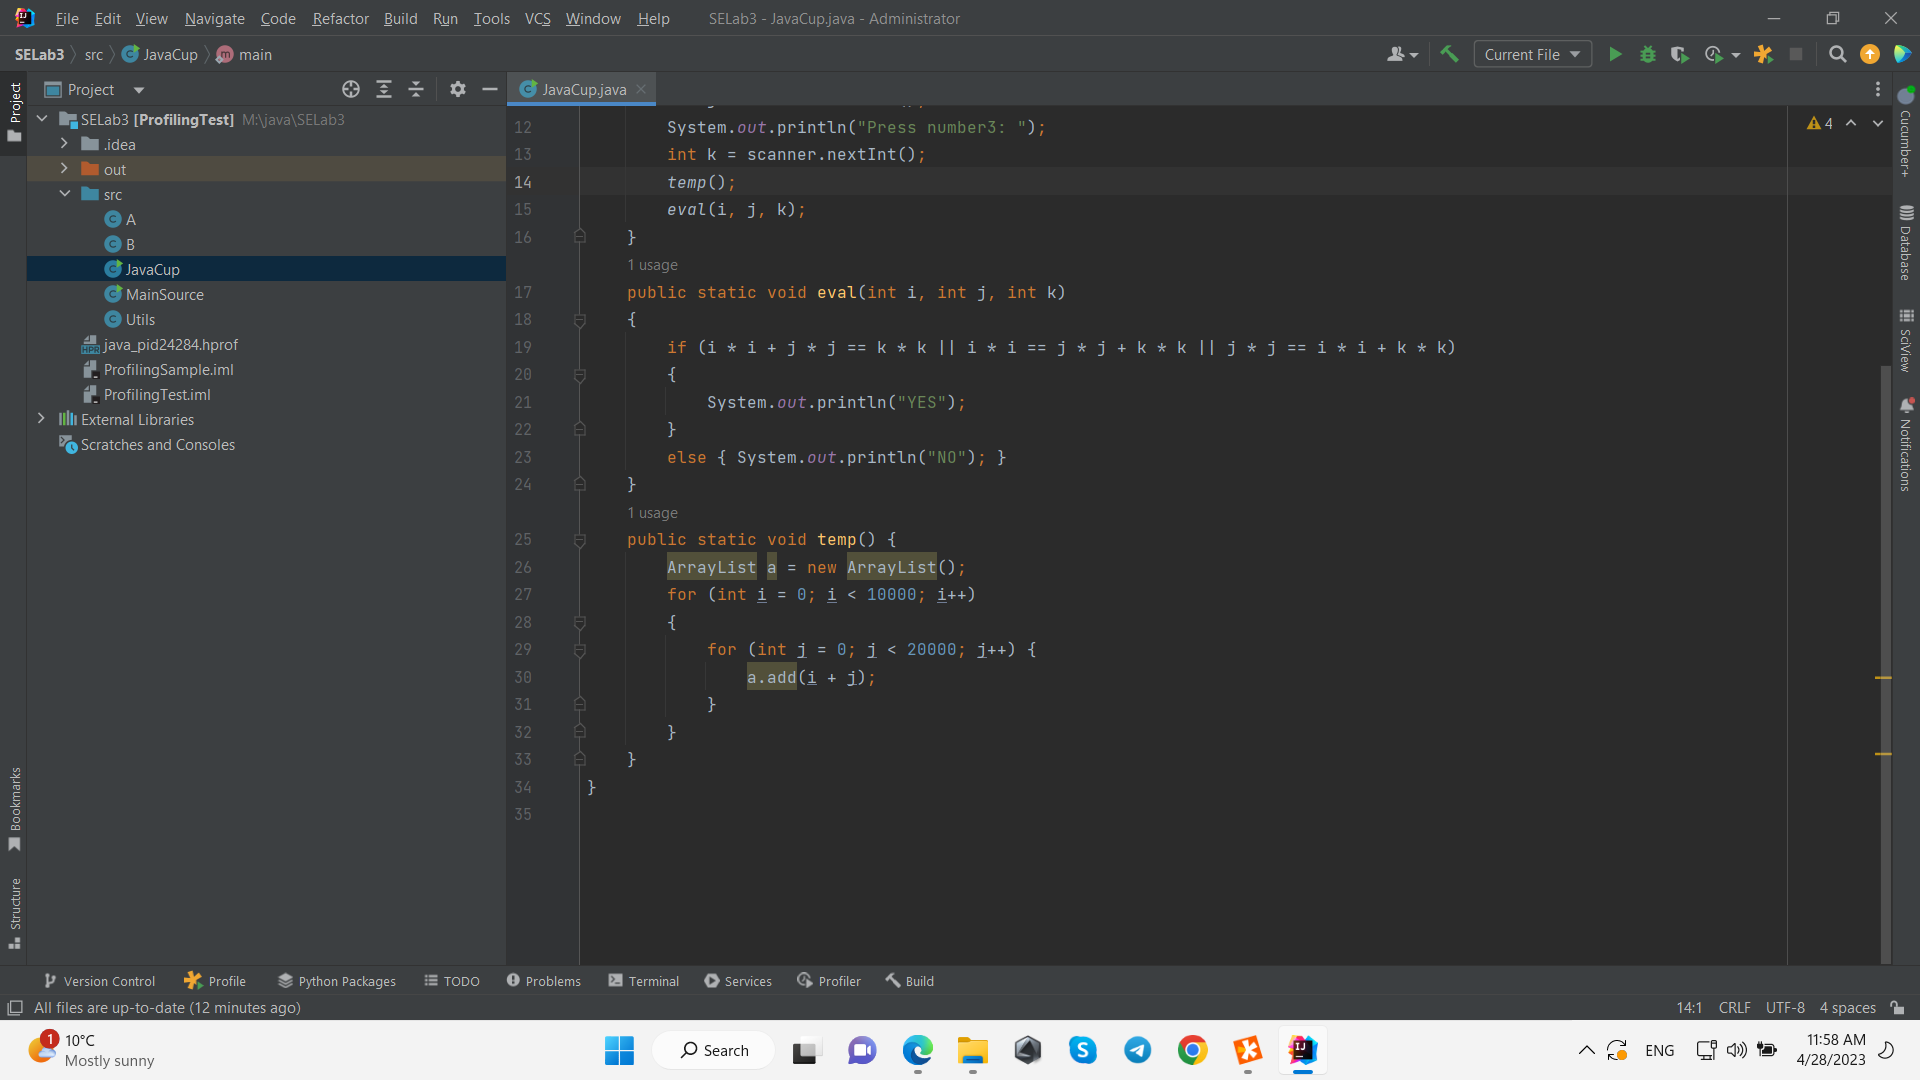 File Edit View Navigate Code Refactor Build Run Tools VCS Window Help SELab3 - JavaCup.java - Administrator
SELab3 src JavaCup main Current File
Project JavaCup.java
SELab3 [ProfilingTest] M:\java\SELab3
.idea
out
src
A
B
JavaCup
MainSource
Utils
java_pid24284.hprof
ProfilingSample.iml
ProfilingTest.iml
External Libraries
Scratches and Consoles
Project
Bookmarks
Structure
4
12 System.out.println("Press number3: ");
13 int k = scanner.nextInt();
14 temp();
15 eval(i, j, k);
16 }
1 usage
17 public static void eval(int i, int j, int k)
18 {
19 if (i * i + j * j == k * k || i * i == j * j + k * k || j * j == i * i + k * k)
20 {
21 System.out.println("YES");
22 }
23 else { System.out.println("NO"); }
24 }
1 usage
25 public static void temp() {
26 ArrayList a = new ArrayList();
27 for (int i = 0; i < 10000; i++)
28 {
29 for (int j = 0; j < 20000; j++) {
30 a.add(i + j);
31 }
32 }
33 }
34 }
35
Cucumber+
Database
SciView
Notifications
Version Control Profile Python Packages TODO Problems Terminal Services Profiler Build
All files are up-to-date (12 minutes ago) 14:1 CRLF UTF-8 4 spaces
1 10°C
Mostly sunny
Search
ENG
11:58 AM
4/28/2023